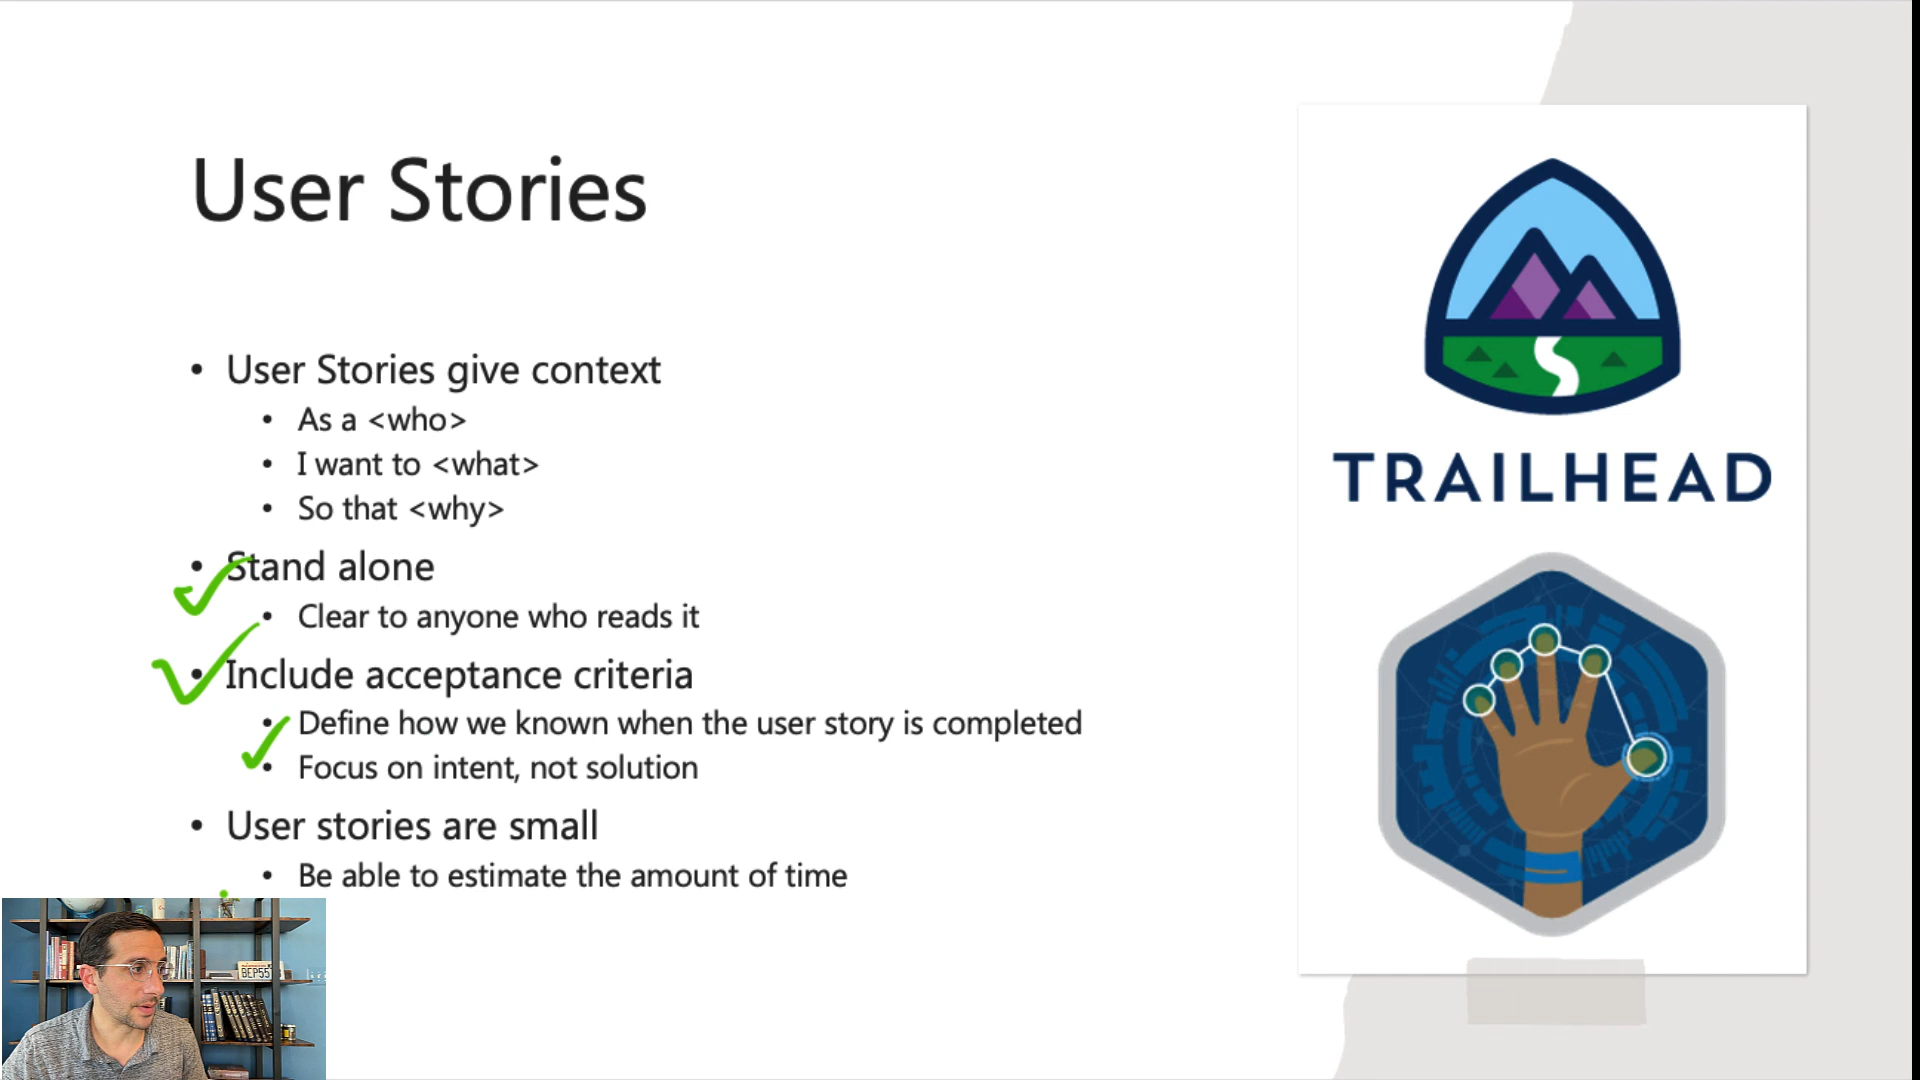 User Stories
• User Stories give context
• As a <who>
• I want to <what>
• So that <why>
• Stand alone
• Clear to anyone who reads it
• Include acceptance criteria
• Define how we known when the user story is completed
• Focus on intent, not solution
• User stories are small
• Be able to estimate the amount of time
TRAILHEAD
BEP55